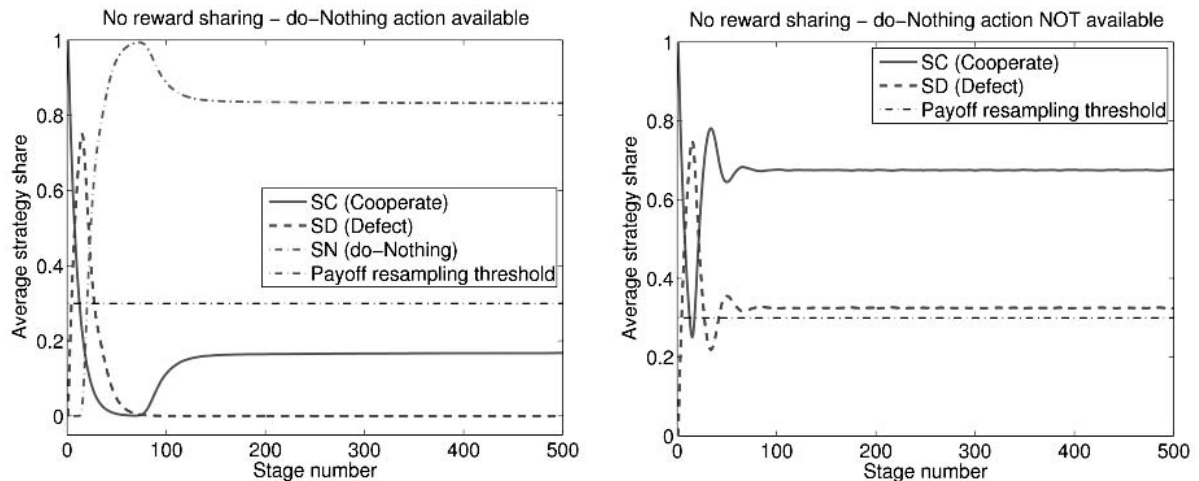 No reward sharing – do–Nothing action available
Average strategy share
1
0.8
0.6
0.4
0.2
0
SC (Cooperate)
SD (Defect)
SN (do–Nothing)
Payoff resampling threshold
0 100 200 300 400 500
Stage number
No reward sharing – do–Nothing action NOT available
Average strategy share
1
0.8
0.6
0.4
0.2
0
SC (Cooperate)
SD (Defect)
Payoff resampling threshold
0 100 200 300 400 500
Stage number